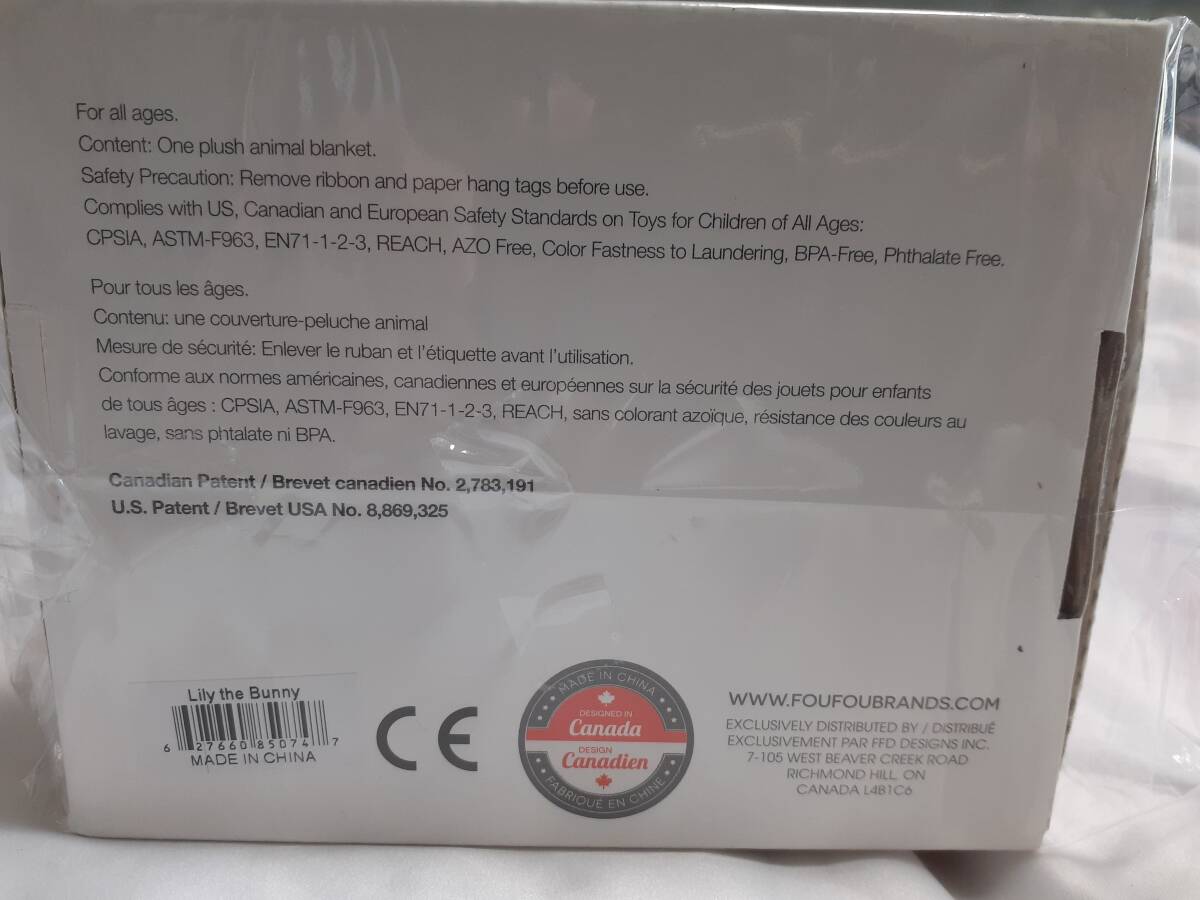 For all ages.
Content: One plush animal blanket.
Safety Precaution: Remove ribbon and paper hang tags before use.
Complies with US, Canadian and European Safety Standards on Toys for Children of All Ages:
CPSIA, ASTM-F963, EN71-1-2-3, REACH, AZO Free, Color Fastness to Laundering, BPA-Free, Phthalate Free.
Pour tous les âges.
Contenu: une couverture-peluche animal
Mesure de sécurité: Enlever le ruban et l'étiquette avant l'utilisation.
Conforme aux normes américaines, canadiennes et européennes sur la sécurité des jouets pour enfants
de tous âges : CPSIA, ASTM-F963, EN71-1-2-3, REACH, sans colorant azoïque, résistance des couleurs au
lavage, sans phtalate ni BPA.
Canadian Patent / Brevet canadien No. 2,783,191
U.S. Patent / Brevet USA No. 8,869,325
Lily the Bunny
6 27660 85074 7
MADE IN CHINA
CE
MADE IN CHINA
DESIGNED IN
Canada
DESIGN
Canadien
FABRIQUÉ EN CHINE
WWW.FOUFOUBRANDS.COM
EXCLUSIVELY DISTRIBUTED BY / DISTRIBUÉ
EXCLUSIVEMENT PAR FFD DESIGNS INC.
7-105 WEST BEAVER CREEK ROAD
RICHMOND HILL, ON
CANADA L4B1C6